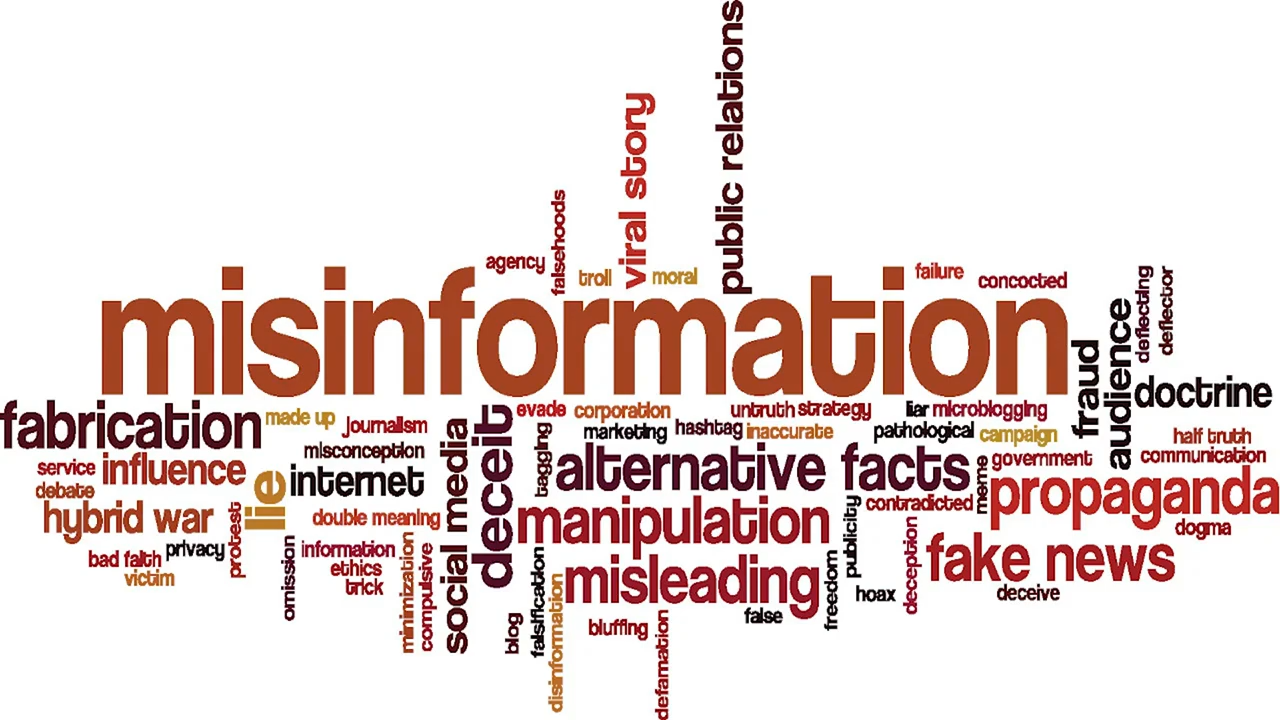 public relations
viral story
falsehoods
agency
troll
moral
failure
concocted
deflecting
deflector
misinformation
fraud
audience
doctrine
fabrication
made up
journalism
misconception
social media
deceit
evade
corporation
untruth
strategy
liar
microblogging
marketing
hashtag
inaccurate
pathological
campaign
half truth
communication
service
influence
debate
lie
internet
tagging
alternative facts
meme
government
contradicted
propaganda
dogma
hybrid war
protest
double meaning
manipulation
publicity
deception
fake news
bad faith
privacy
victim
omission
information
ethics
trick
minimization
compulsive
blog
falsification
disinformation
misleading
bluffing
defamation
false
freedom
hoax
deceive